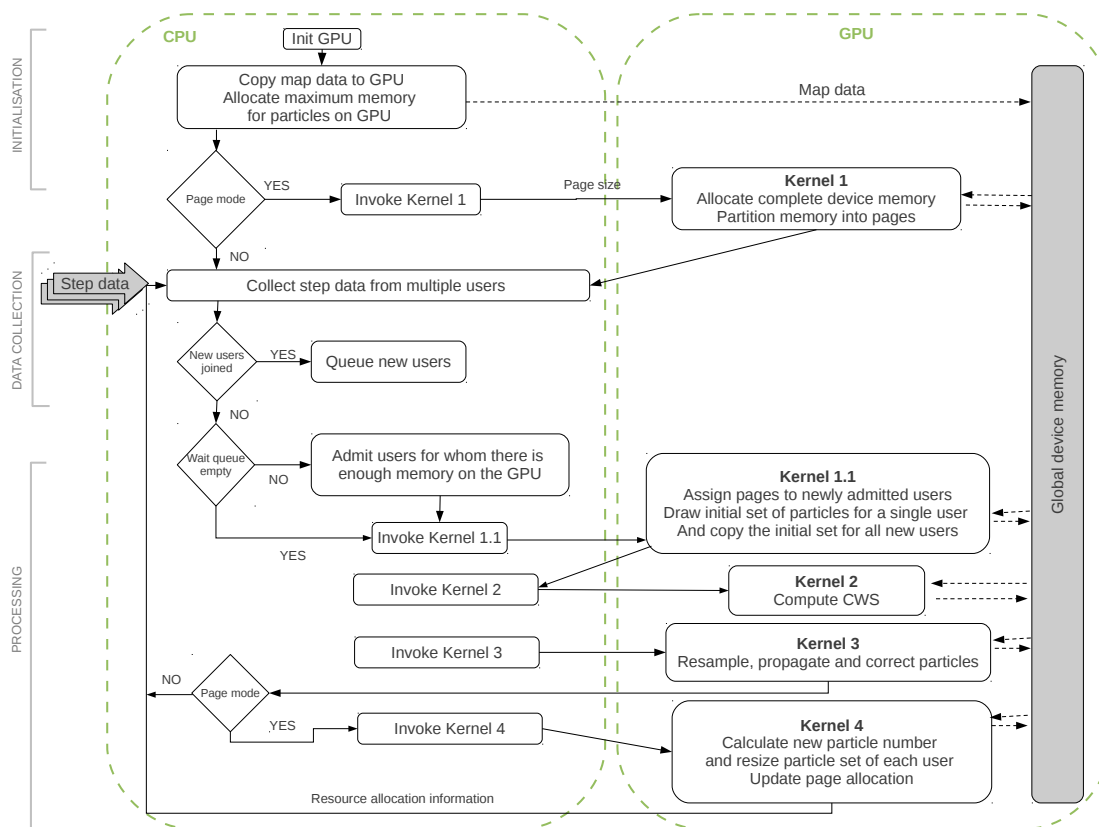 CPU
GPU
INITIALISATION
Init GPU
Copy map data to GPU
Allocate maximum memory
for particles on GPU
Map data
Page mode
YES
Invoke Kernel 1
Page size
Kernel 1
Allocate complete device memory
Partition memory into pages
NO
DATA COLLECTION
Step data
Collect step data from multiple users
Global device memory
New users
joined
YES
Queue new users
NO
PROCESSING
Wait queue
empty
NO
Admit users for whom there is
enough memory on the GPU
Kernel 1.1
Assign pages to newly admitted users
Draw initial set of particles for a single user
And copy the initial set for all new users
YES
Invoke Kernel 1.1
Invoke Kernel 2
Kernel 2
Compute CWS
Invoke Kernel 3
Kernel 3
Resample, propagate and correct particles
NO
Page mode
YES
Invoke Kernel 4
Kernel 4
Calculate new particle number
and resize particle set of each user
Update page allocation
Resource allocation information